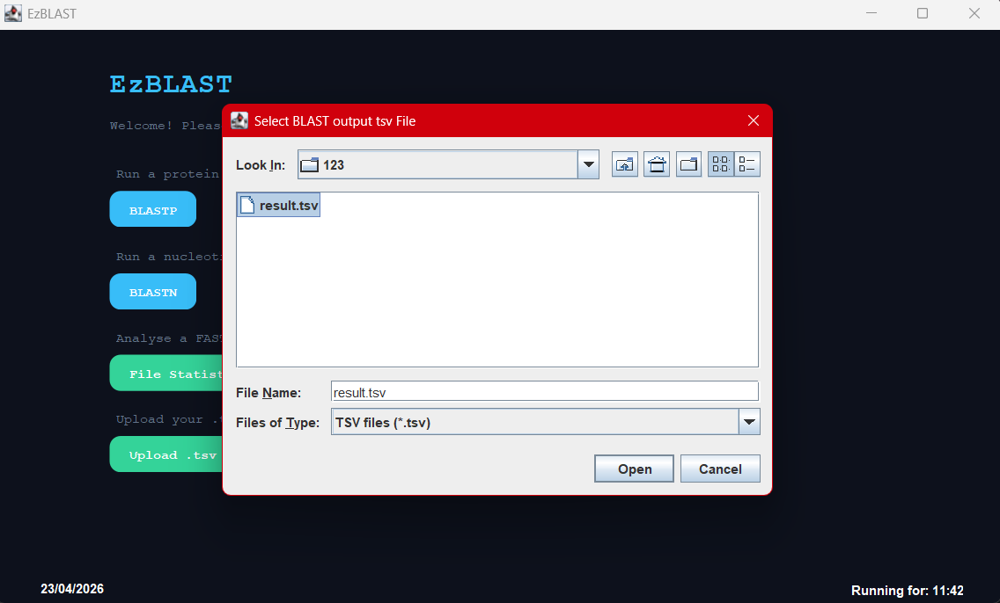 EzBLAST
EzBLAST
Welcome! Pleas
Select BLAST output tsv File
Look In:
123
result.tsv
File Name:
result.tsv
Files of Type:
TSV files (*.tsv)
Open
Cancel
Run a protein
BLASTP
Run a nucleot
BLASTN
Analyse a FAS
File Statist
Upload your .
Upload .tsv
23/04/2026
Running for: 11:42